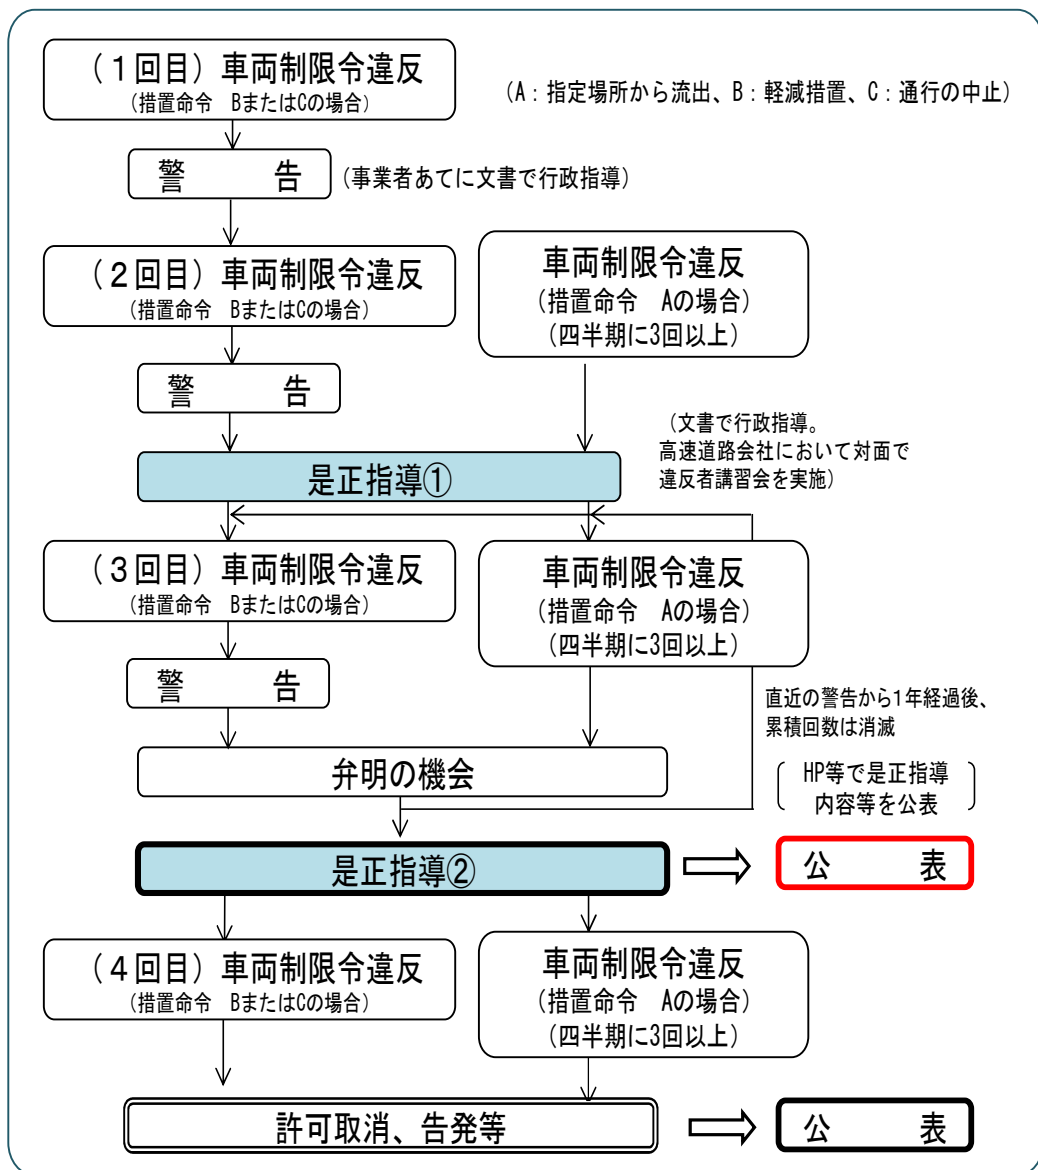 （１回目）車両制限令違反
（措置命令　BまたはCの場合）
（A：指定場所から流出、B：軽減措置、C：通行の中止）
警　　　告
（事業者あてに文書で行政指導）
（２回目）車両制限令違反
（措置命令　BまたはCの場合）
車両制限令違反
（措置命令　Aの場合）
（四半期に3回以上）
警　　　告
（文書で行政指導。
高速道路会社において対面で
違反者講習会を実施）
是正指導①
（３回目）車両制限令違反
（措置命令　BまたはCの場合）
車両制限令違反
（措置命令　Aの場合）
（四半期に3回以上）
警　　　告
直近の警告から1年経過後、
累積回数は消滅
弁明の機会
HP等で是正指導
内容等を公表
是正指導②
公　　　表
（４回目）車両制限令違反
（措置命令　BまたはCの場合）
車両制限令違反
（措置命令　Aの場合）
（四半期に3回以上）
許可取消、告発等
公　　　表